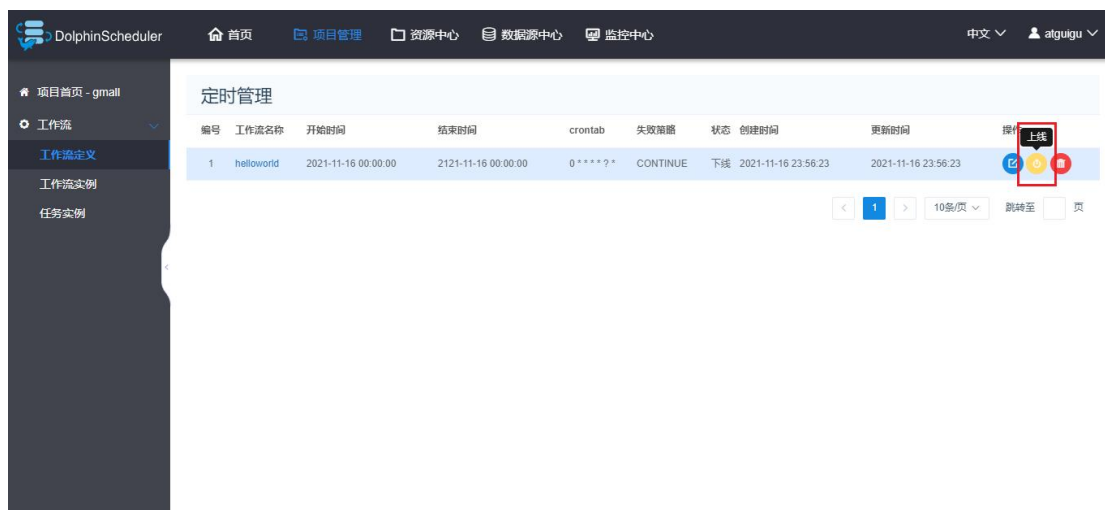 DolphinScheduler 首页 项目管理 资源中心 数据源中心 监控中心 中文 atguigu
项目首页 - gmall
工作流
工作流定义
工作流实例
任务实例
定时管理
编号 工作流名称 开始时间 结束时间 crontab 失效策略 状态 创建时间 更新时间 操作
上线
1 helloworld 2021-11-16 00:00:00 2121-11-16 00:00:00 0 * * * * ? * CONTINUE 下线 2021-11-16 23:56:23 2021-11-16 23:56:23
< 1 > 10条/页 跳转至 页